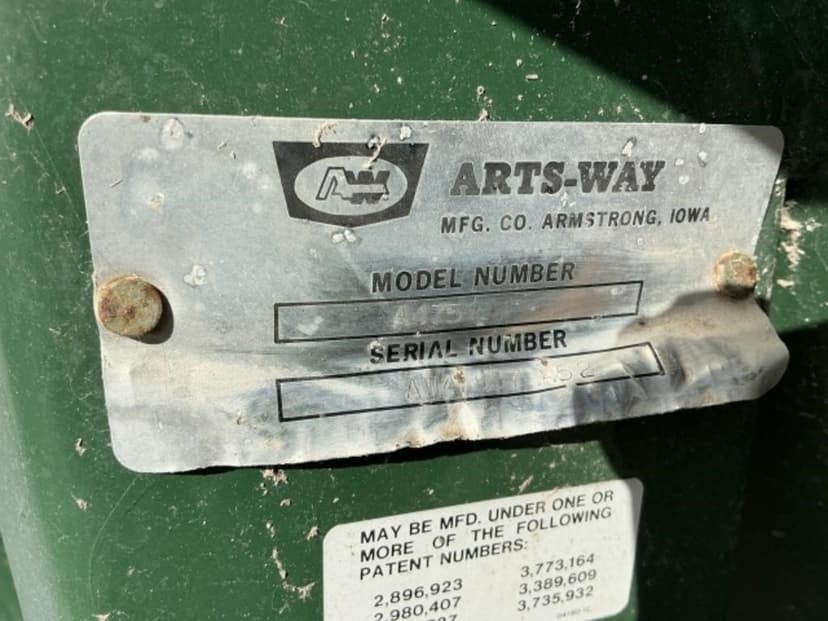 AW
ARTS-WAY
MFG. CO. ARMSTRONG, IOWA
MODEL NUMBER
SERIAL NUMBER
MAY BE MFD. UNDER ONE OR
MORE OF THE FOLLOWING
PATENT NUMBERS:
2,896,923 3,773,164
2,980,407 3,389,609
3,735,932